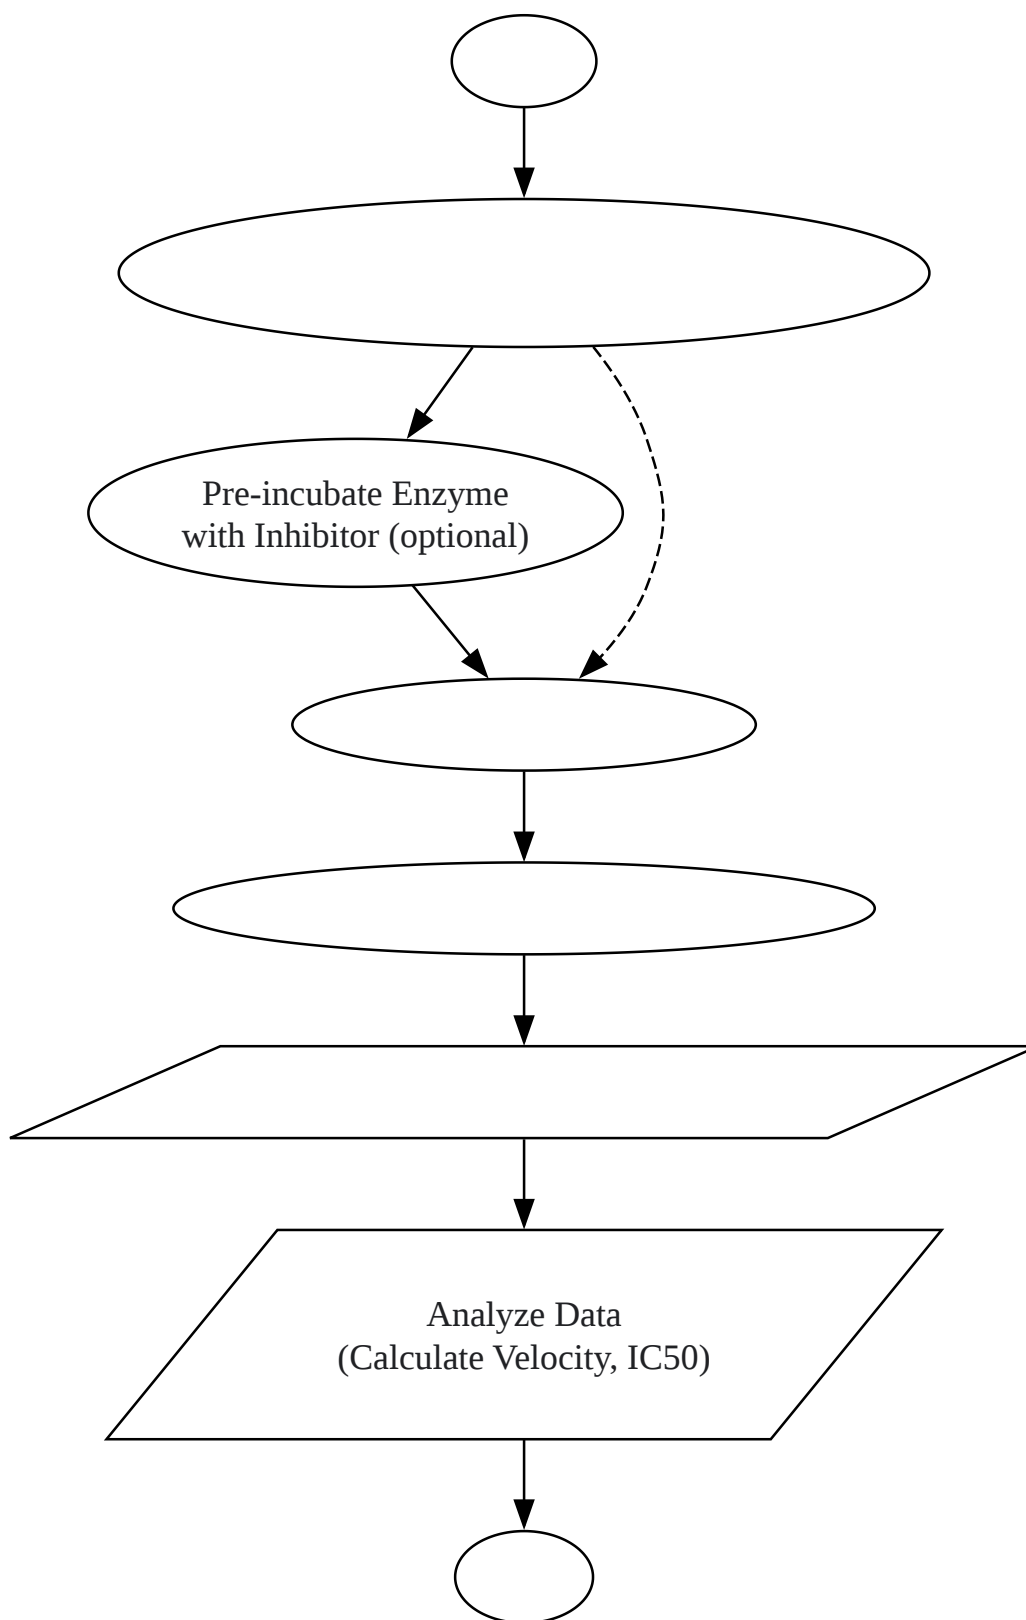 Pre-incubate Enzyme
with Inhibitor (optional)
Analyze Data
(Calculate Velocity, IC50)